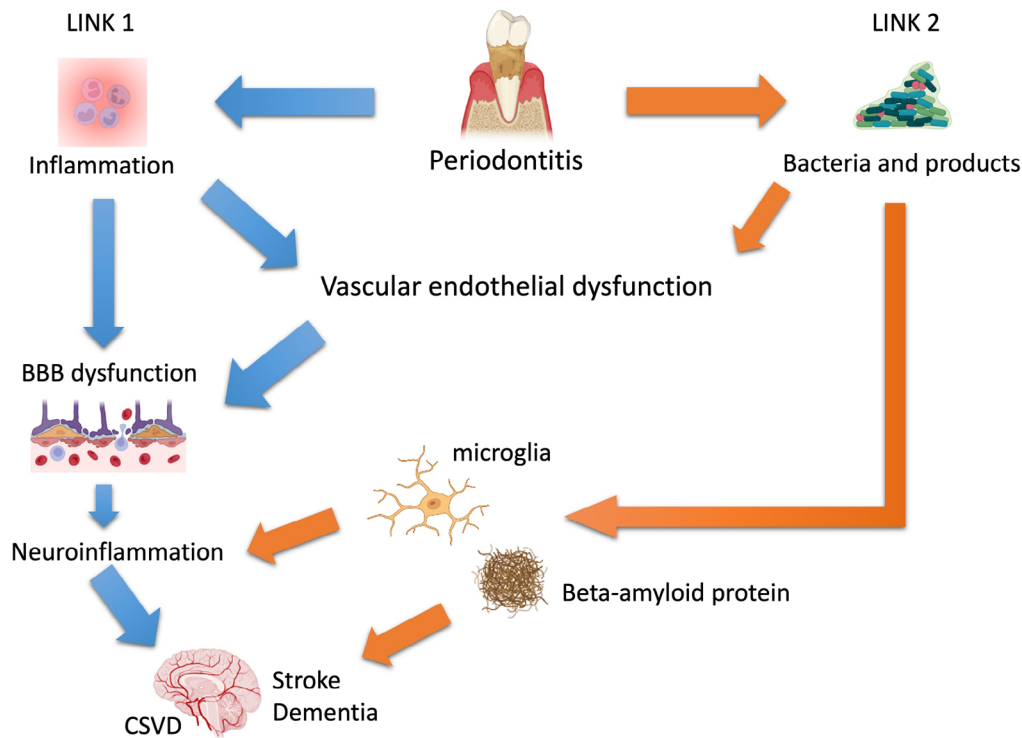 LINK 1
LINK 2
Inflammation
Periodontitis
Bacteria and products
Vascular endothelial dysfunction
BBB dysfunction
microglia
Neuroinflammation
Beta-amyloid protein
Stroke
Dementia
CSVD